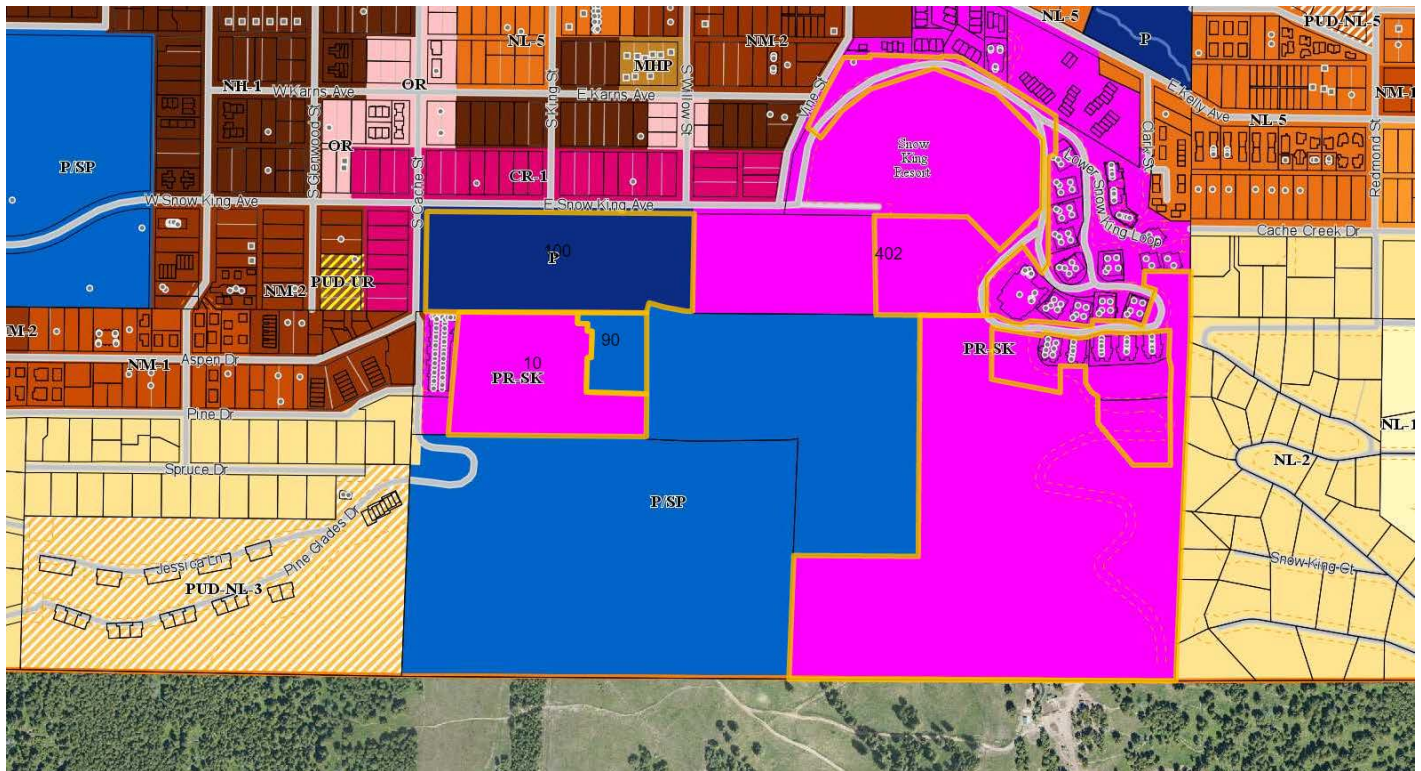 NL-5
PUD-NL-5
NL-5
NM-2
P
MHP
S Willow St
S King St
NH-1
W Karns Ave
OR
E Karns Ave
Vine St
E Kelly Ave
NM-1
NL-5
S Glenwood St
OR
Snow
King
Resort
Clark St
Redmond St
P/SP
CR-1
Lower Snow King Loop
W Snow King Ave
E Snow King Ave
S Cache St
Cache Creek Dr
100
P
402
PUD-UR
NM-2
M-2
90
PR-SK
Aspen Dr
NM-1
10
PR-SK
Pine Dr
NL-1
Spruce Dr
NL-2
P/SP
Pine Glades Dr
Jessica Ln
Snow King Ct
PUD-NL-3